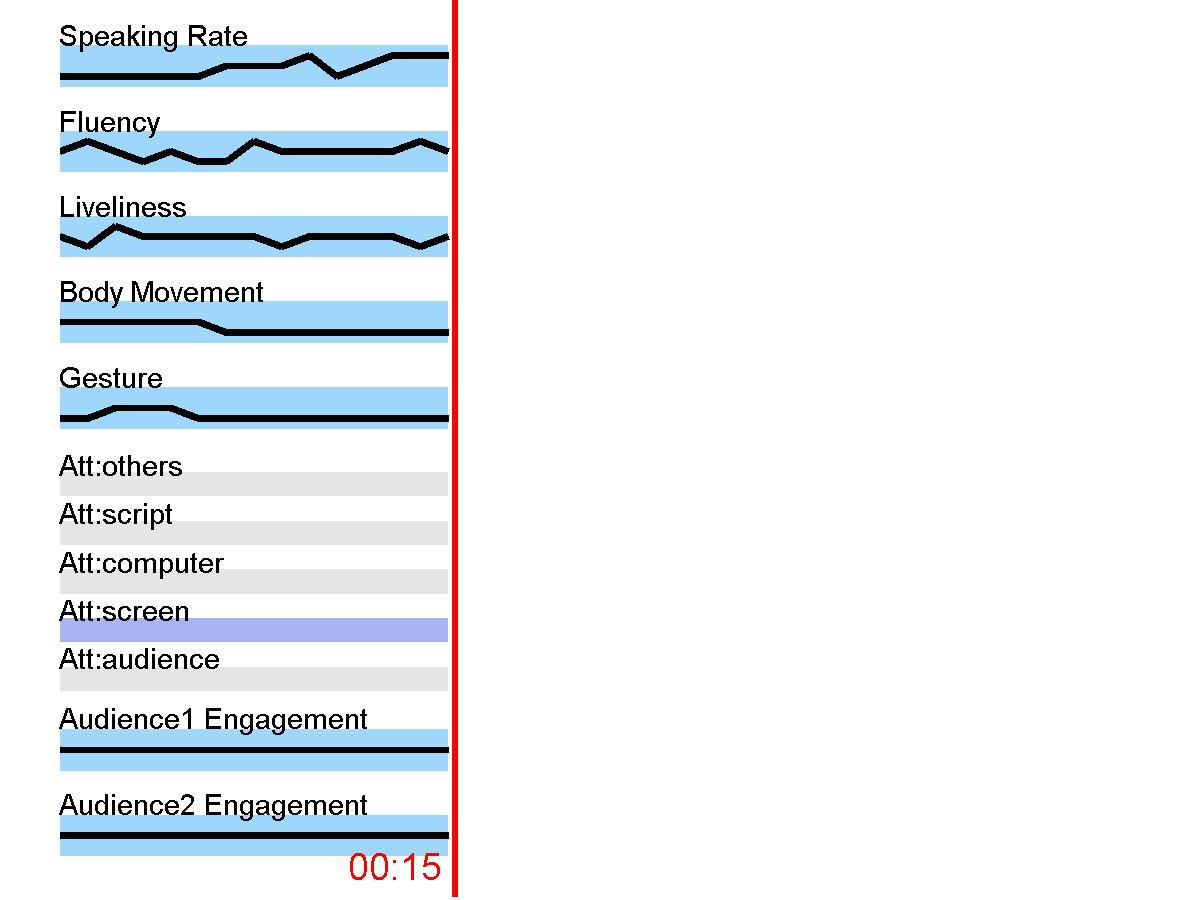 Speaking Rate
Fluency
Liveliness
Body Movement
Gesture
Att:others
Att:script
Att:computer
Att:screen
Att:audience
Audience1 Engagement
Audience2 Engagement
00:15